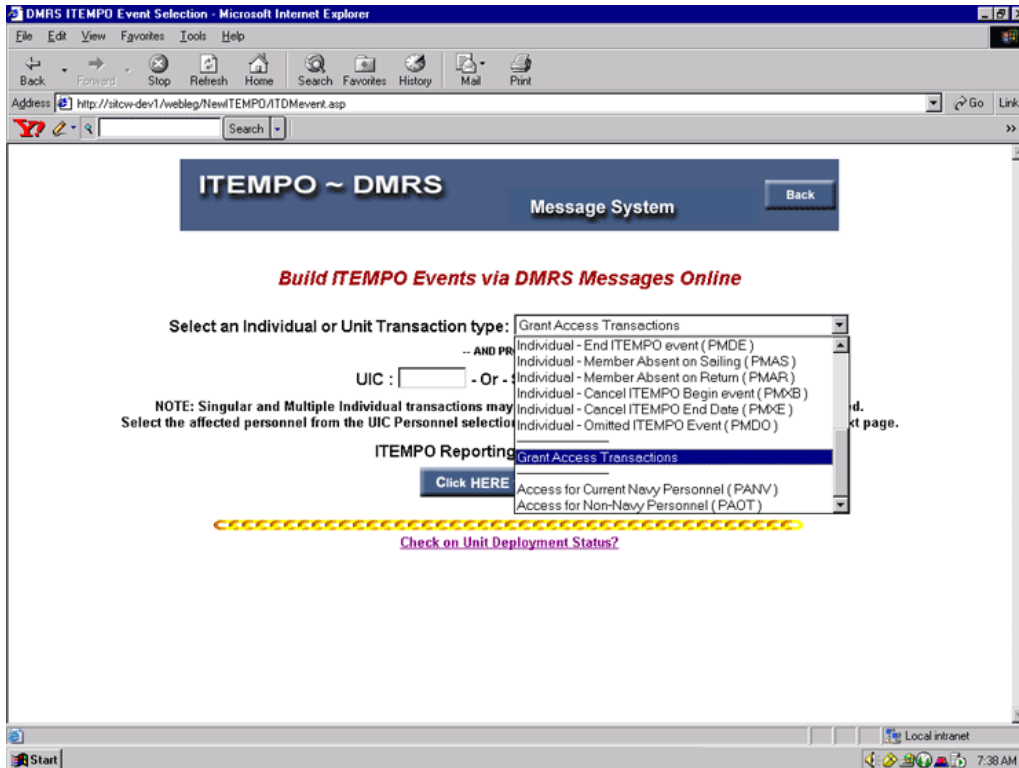 DMRS ITEMPO Event Selection - Microsoft Internet Explorer
File Edit View Favorites Tools Help
Back Forward Stop Refresh Home Search Favorites History Mail Print
Address http://sitcw-dev1/webleg/NewITEMPO/ITDMevent.asp Go Link
Y! Search »
ITEMPO ~ DMRS
Message System
Back
Build ITEMPO Events via DMRS Messages Online
Select an Individual or Unit Transaction type: Grant Access Transactions
-- AND PR
Individual - End ITEMPO event ( PMDE )
Individual - Member Absent on Sailing ( PMAS )
Individual - Member Absent on Return ( PMAR )
Individual - Cancel ITEMPO Begin event ( PMXB )
Individual - Cancel ITEMPO End Date ( PMXE )
Individual - Omitted ITEMPO Event ( PMDO )
Grant Access Transactions
Access for Current Navy Personnel ( PANV )
Access for Non-Navy Personnel ( PAOT )
UIC : - Or -
NOTE: Singular and Multiple Individual transactions may d.
Select the affected personnel from the UIC Personnel selection xt page.
ITEMPO Reporting
Click HERE
Check on Unit Deployment Status?
Local intranet
Start 7:38 AM